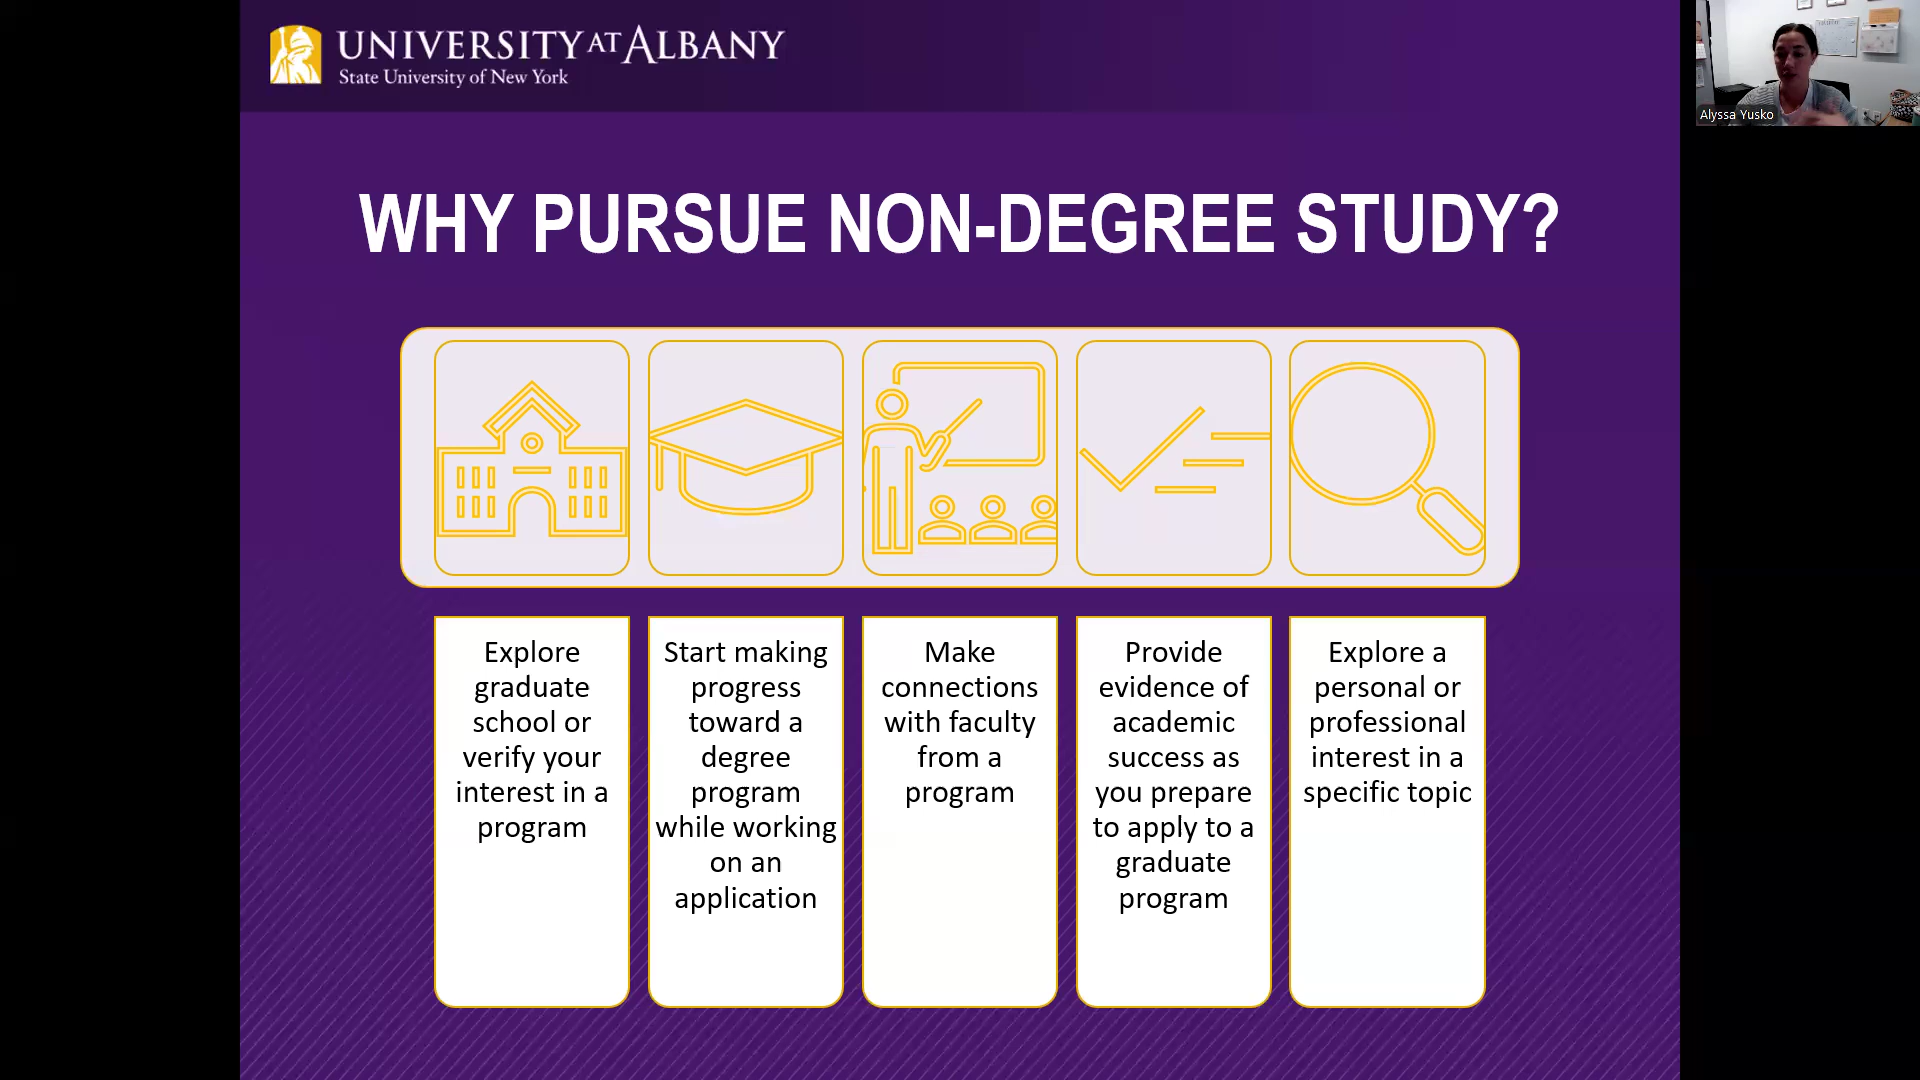 UNIVERSITY AT ALBANY
State University of New York
Alyssa Yusko
WHY PURSUE NON-DEGREE STUDY?
Explore
graduate
school or
verify your
interest in a
program
Start making
progress
toward a
degree
program
while working
on an
application
Make
connections
with faculty
from a
program
Provide
evidence of
academic
success as
you prepare
to apply to a
graduate
program
Explore a
personal or
professional
interest in a
specific topic